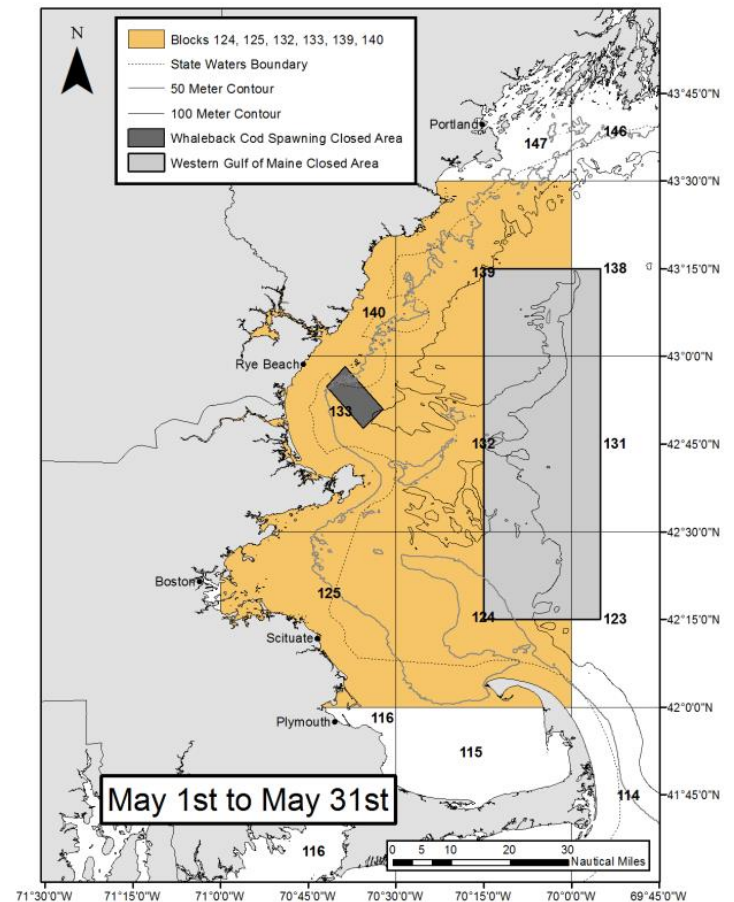 N
Blocks 124, 125, 132, 133, 139, 140
State Waters Boundary
50 Meter Contour
100 Meter Contour
Whaleback Cod Spawning Closed Area
Western Gulf of Maine Closed Area
43°45'0"N
Portland
146
147
43°30'0"N
139
138
43°15'0"N
140
43°0'0"N
Rye Beach
133
132
131
42°45'0"N
42°30'0"N
Boston
125
124
123
42°15'0"N
Scituate
42°0'0"N
Plymouth
116
115
May 1st to May 31st
114
41°45'0"N
116
0 5 10 20 30
Nautical Miles
71°30'0"W 71°15'0"W 71°0'0"W 70°45'0"W 70°30'0"W 70°15'0"W 70°0'0"W 69°45'0"W